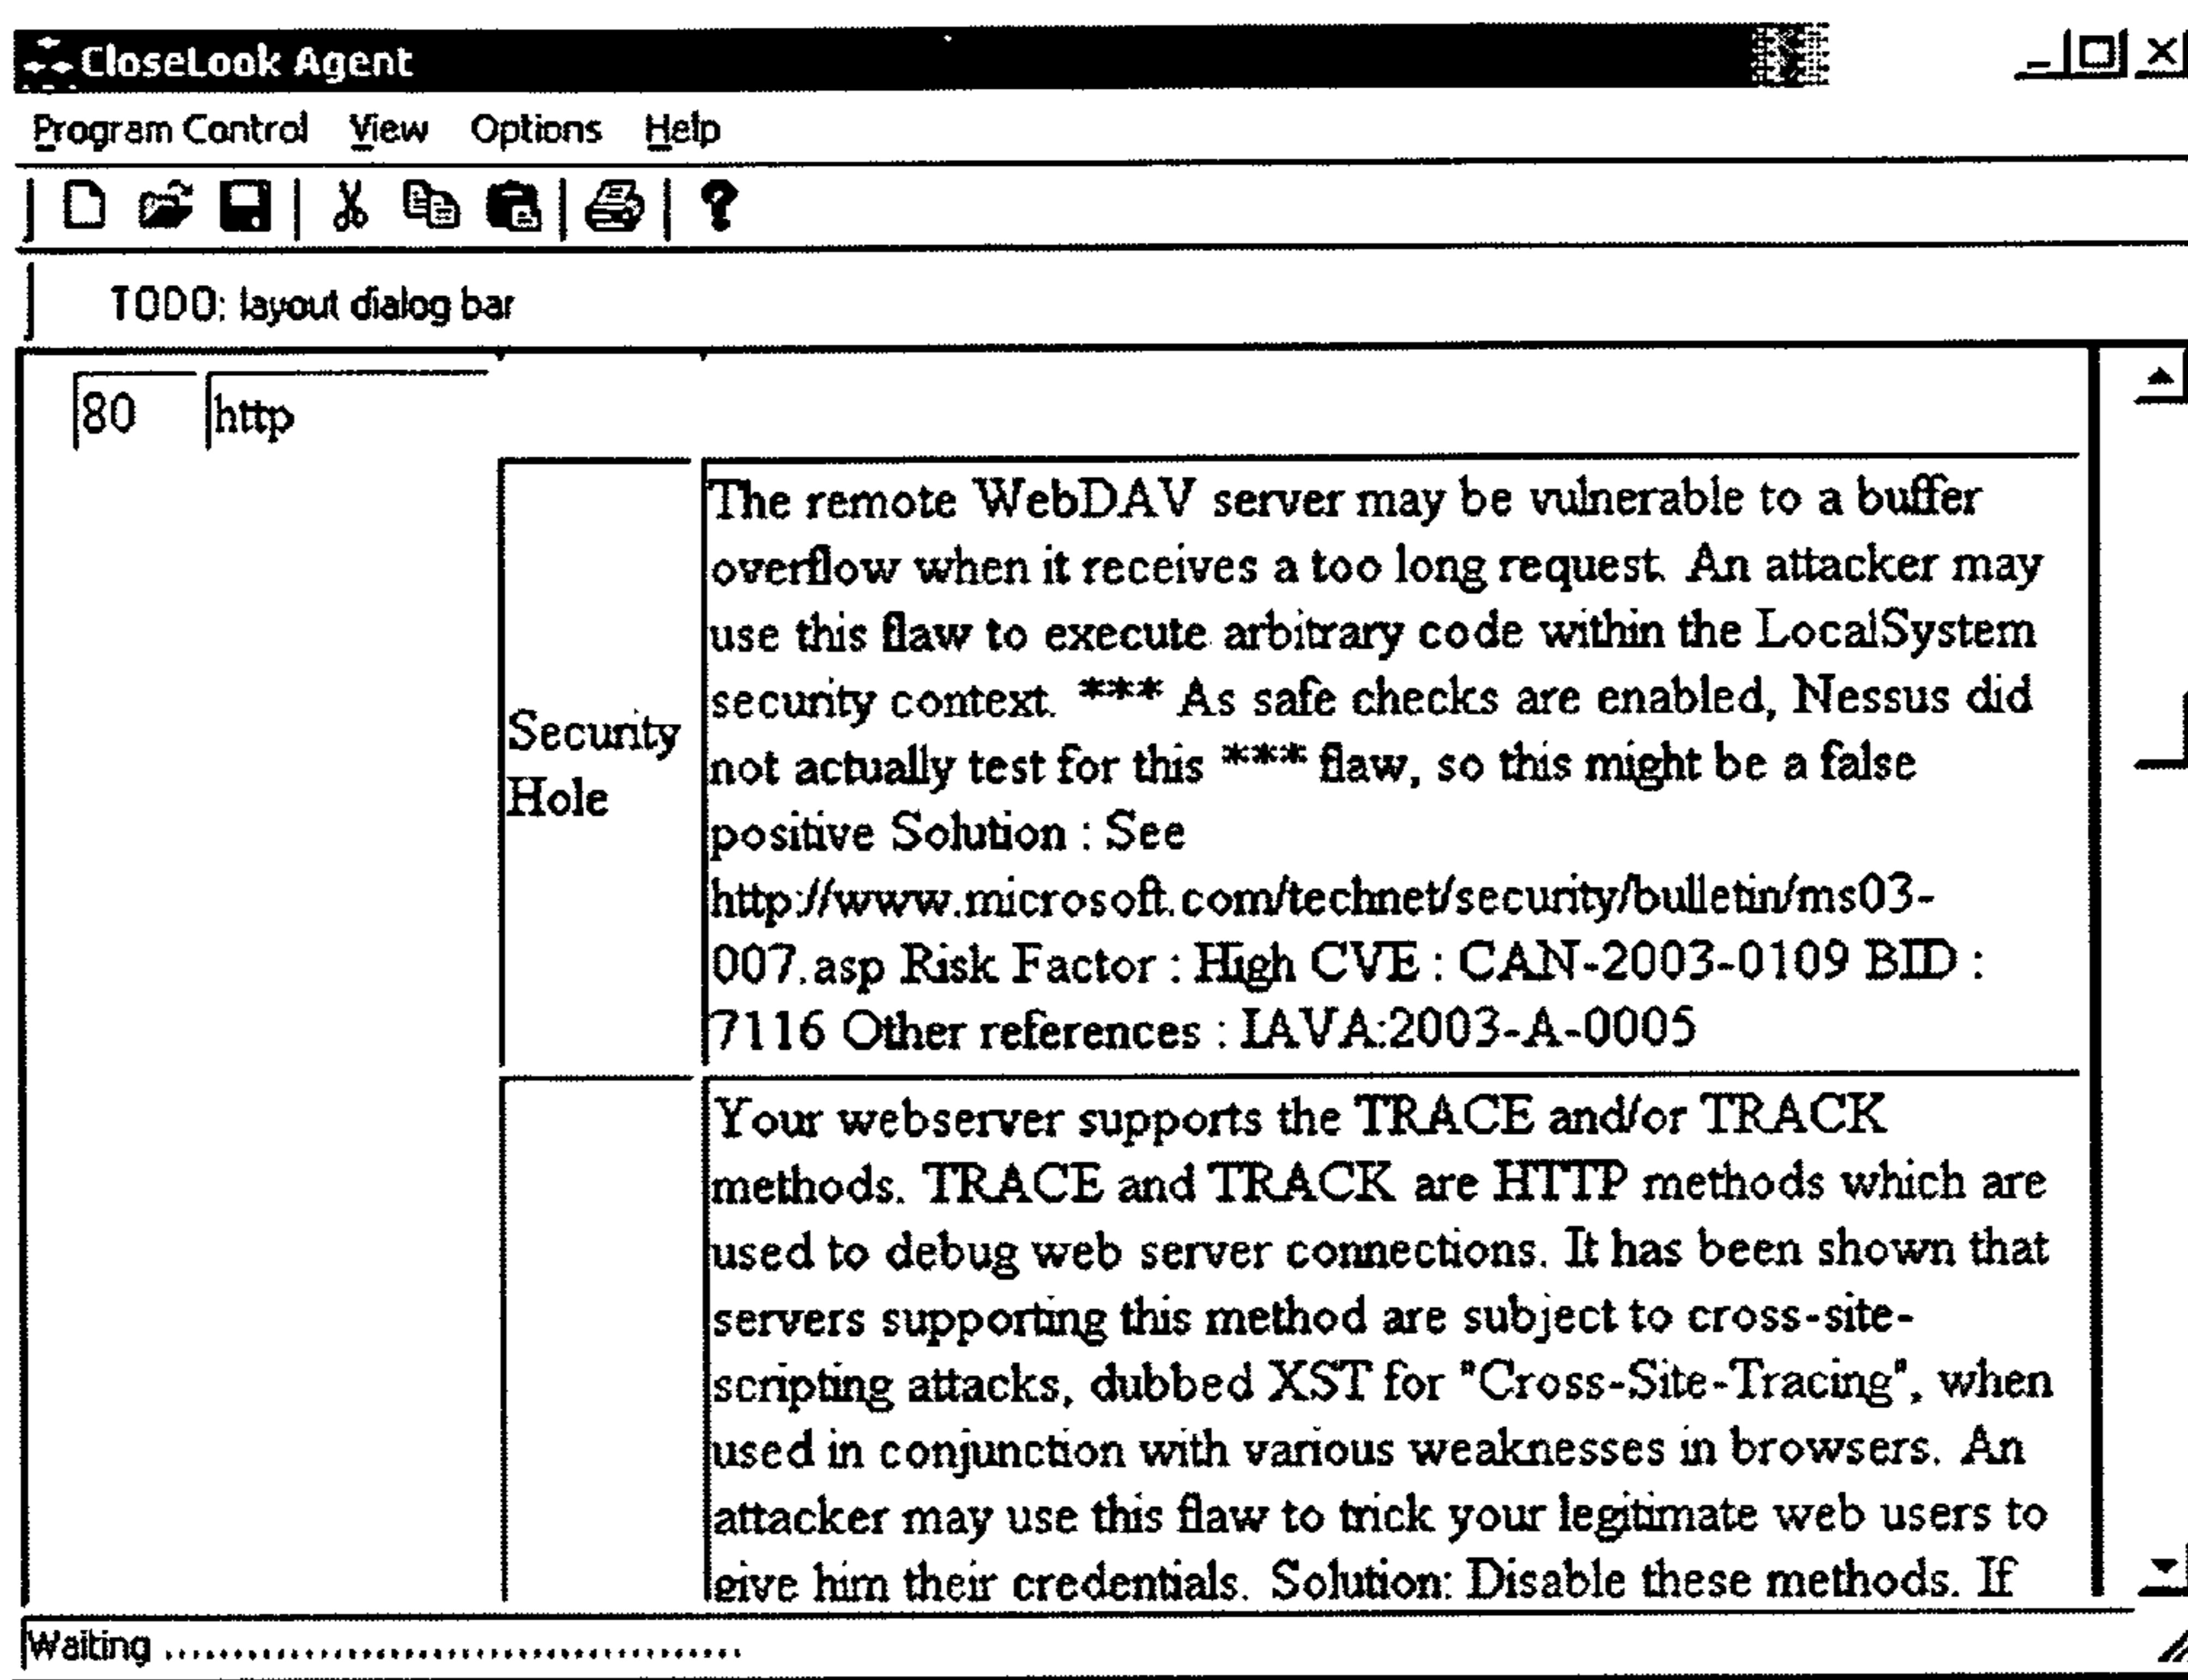 CloseLook Agent
Program Control View Options Help
TODO: layout dialog bar
80 http
Security
Hole
The remote WebDAV server may be vulnerable to a buffer
overflow when it receives a too long request. An attacker may
use this flaw to execute arbitrary code within the LocalSystem
security context. *** As safe checks are enabled, Nessus did
not actually test for this *** flaw, so this might be a false
positive Solution : See
http://www.microsoft.com/technet/security/bulletin/ms03-
007.asp Risk Factor : High CVE : CAN-2003-0109 BID :
7116 Other references : IAVA:2003-A-0005
Your webserver supports the TRACE and/or TRACK
methods. TRACE and TRACK are HTTP methods which are
used to debug web server connections. It has been shown that
servers supporting this method are subject to cross-site-
scripting attacks, dubbed XST for "Cross-Site-Tracing", when
used in conjunction with various weaknesses in browsers. An
attacker may use this flaw to trick your legitimate web users to
give him their credentials. Solution: Disable these methods. If
Waiting ...........................................